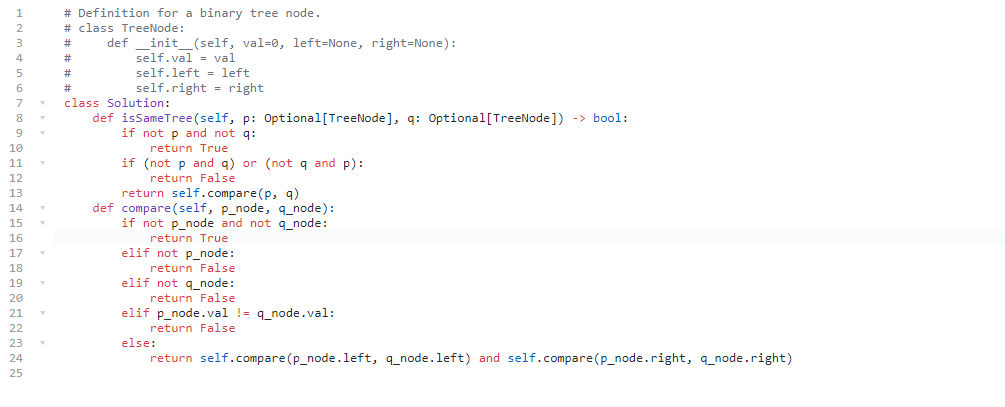 1 # Definition for a binary tree node.
2 # class TreeNode:
3 #     def __init__(self, val=0, left=None, right=None):
4 #         self.val = val
5 #         self.left = left
6 #         self.right = right
7 class Solution:
8     def isSameTree(self, p: Optional[TreeNode], q: Optional[TreeNode]) -> bool:
9         if not p and not q:
10             return True
11         if (not p and q) or (not q and p):
12             return False
13         return self.compare(p, q)
14     def compare(self, p_node, q_node):
15         if not p_node and not q_node:
16             return True
17         elif not p_node:
18             return False
19         elif not q_node:
20             return False
21         elif p_node.val != q_node.val:
22             return False
23         else:
24             return self.compare(p_node.left, q_node.left) and self.compare(p_node.right, q_node.right)
25